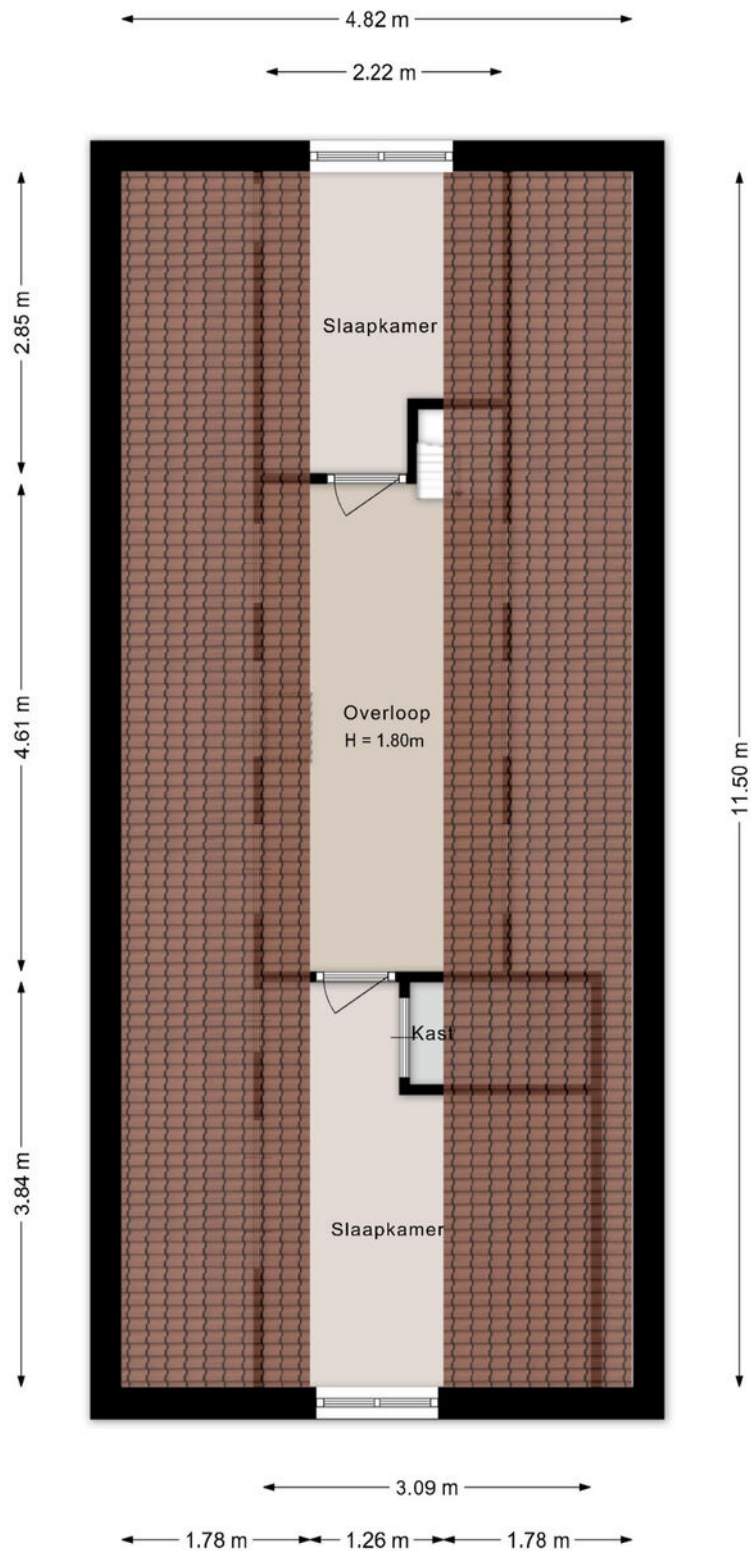 4.82 m
2.22 m
2.85 m
Slaapkamer
4.61 m
Overloop
H = 1.80m
11.50 m
Kast
3.84 m
Slaapkamer
3.09 m
1.78 m
1.26 m
1.78 m